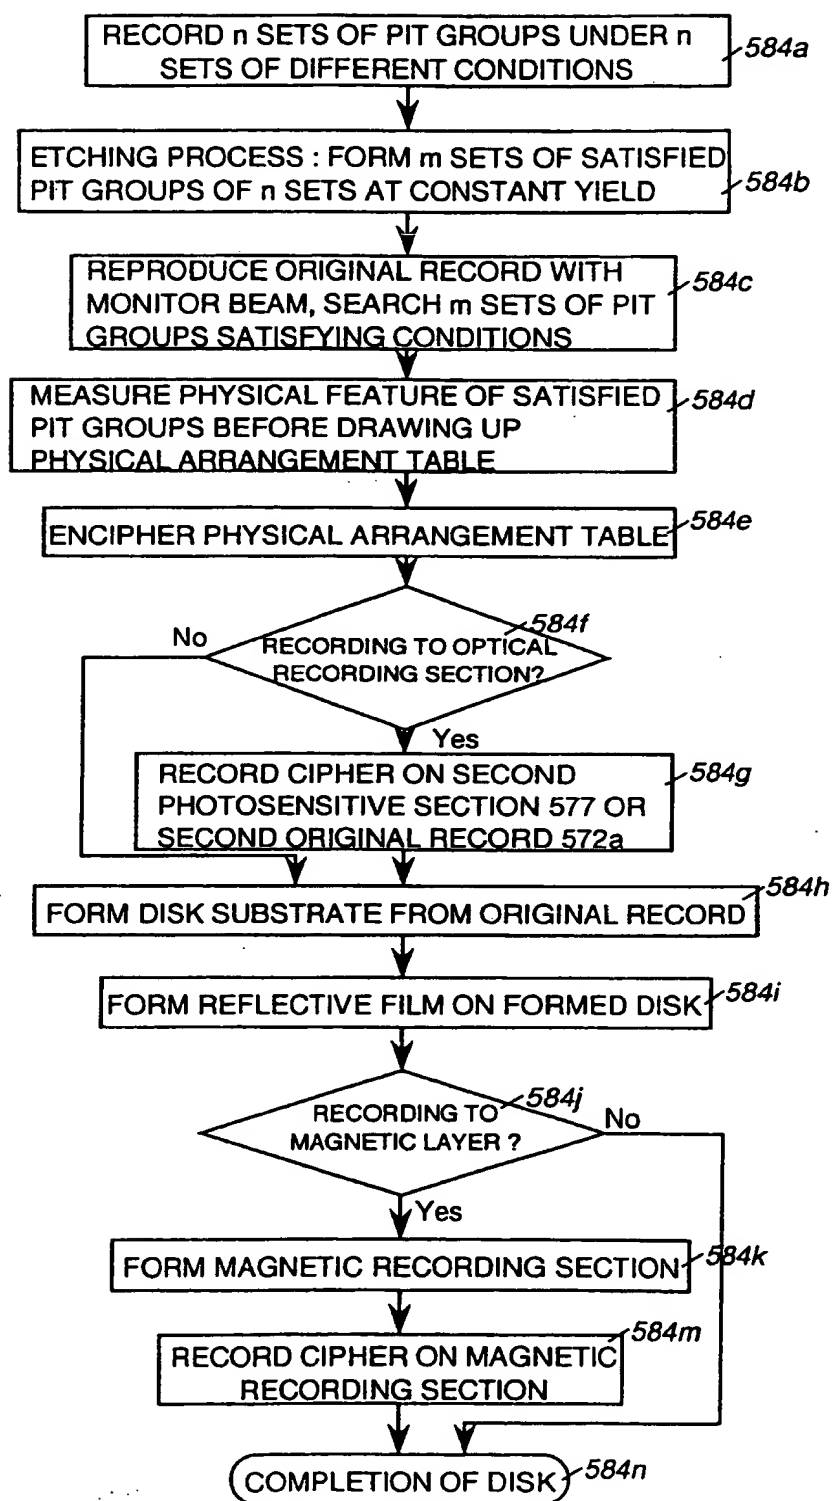 RECORD n SETS OF PIT GROUPS UNDER n
SETS OF DIFFERENT CONDITIONS
584a
ETCHING PROCESS : FORM m SETS OF SATISFIED
PIT GROUPS OF n SETS AT CONSTANT YIELD
584b
REPRODUCE ORIGINAL RECORD WITH
MONITOR BEAM, SEARCH m SETS OF PIT
GROUPS SATISFYING CONDITIONS
584c
MEASURE PHYSICAL FEATURE OF SATISFIED
PIT GROUPS BEFORE DRAWING UP
PHYSICAL ARRANGEMENT TABLE
584d
ENCIPHER PHYSICAL ARRANGEMENT TABLE
584e
584f
No
RECORDING TO OPTICAL
RECORDING SECTION?
Yes
RECORD CIPHER ON SECOND
PHOTOSENSITIVE SECTION 577 OR
SECOND ORIGINAL RECORD 572a
584g
584h
FORM DISK SUBSTRATE FROM ORIGINAL RECORD
FORM REFLECTIVE FILM ON FORMED DISK
584i
584j
RECORDING TO
MAGNETIC LAYER ?
No
Yes
FORM MAGNETIC RECORDING SECTION
584k
584m
RECORD CIPHER ON MAGNETIC
RECORDING SECTION
COMPLETION OF DISK
584n